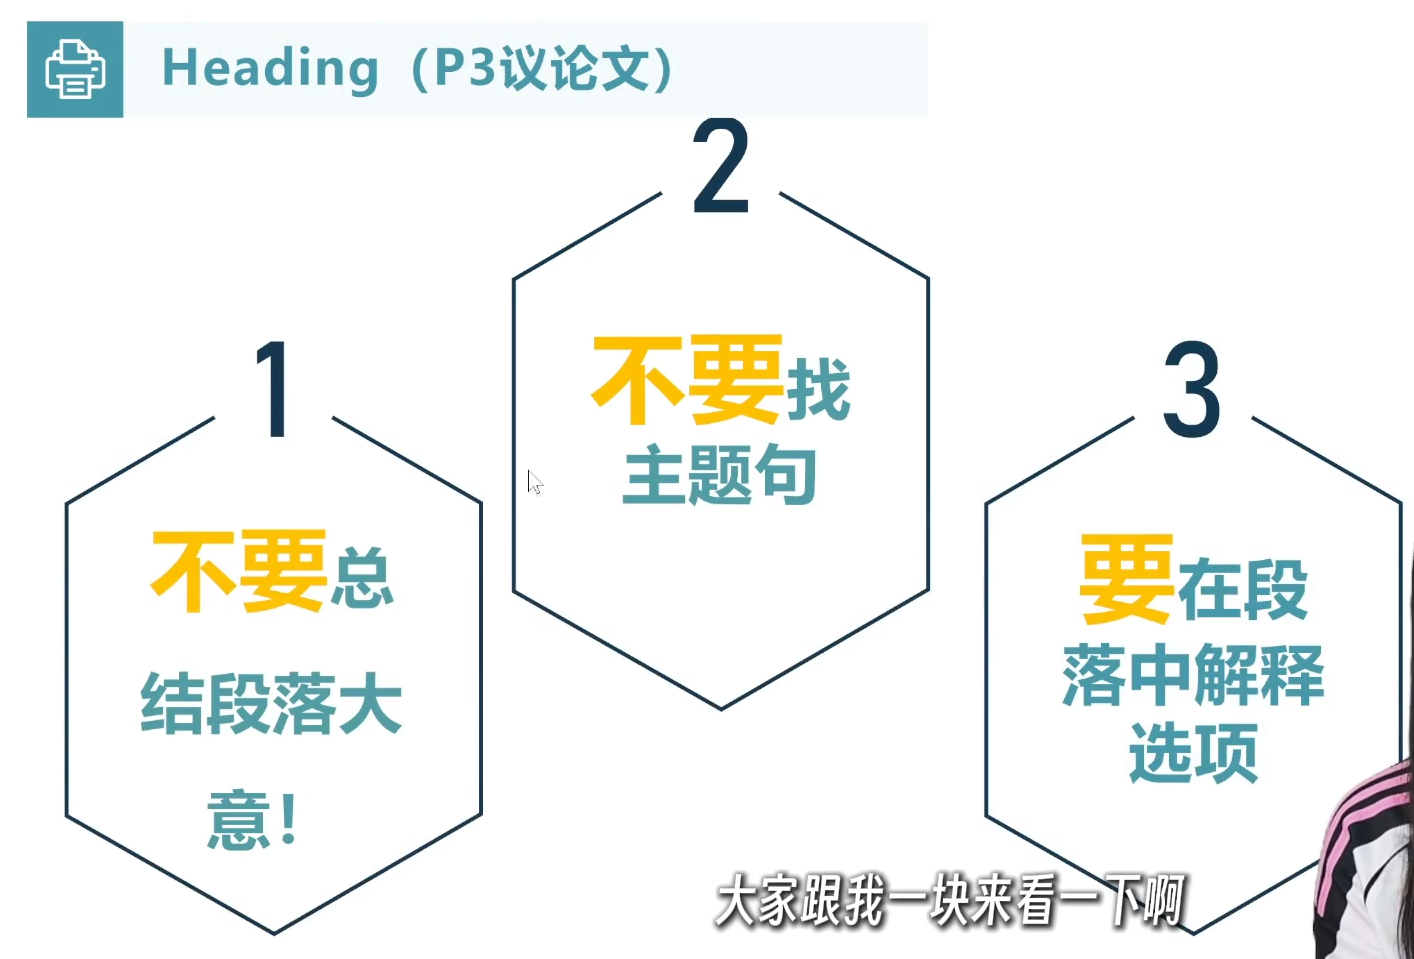 Heading（P3议论文）
1
不要总
结段落大
意！
2
不要找
主题句
3
要在段
落中解释
选项
大家跟我一块来看一下啊